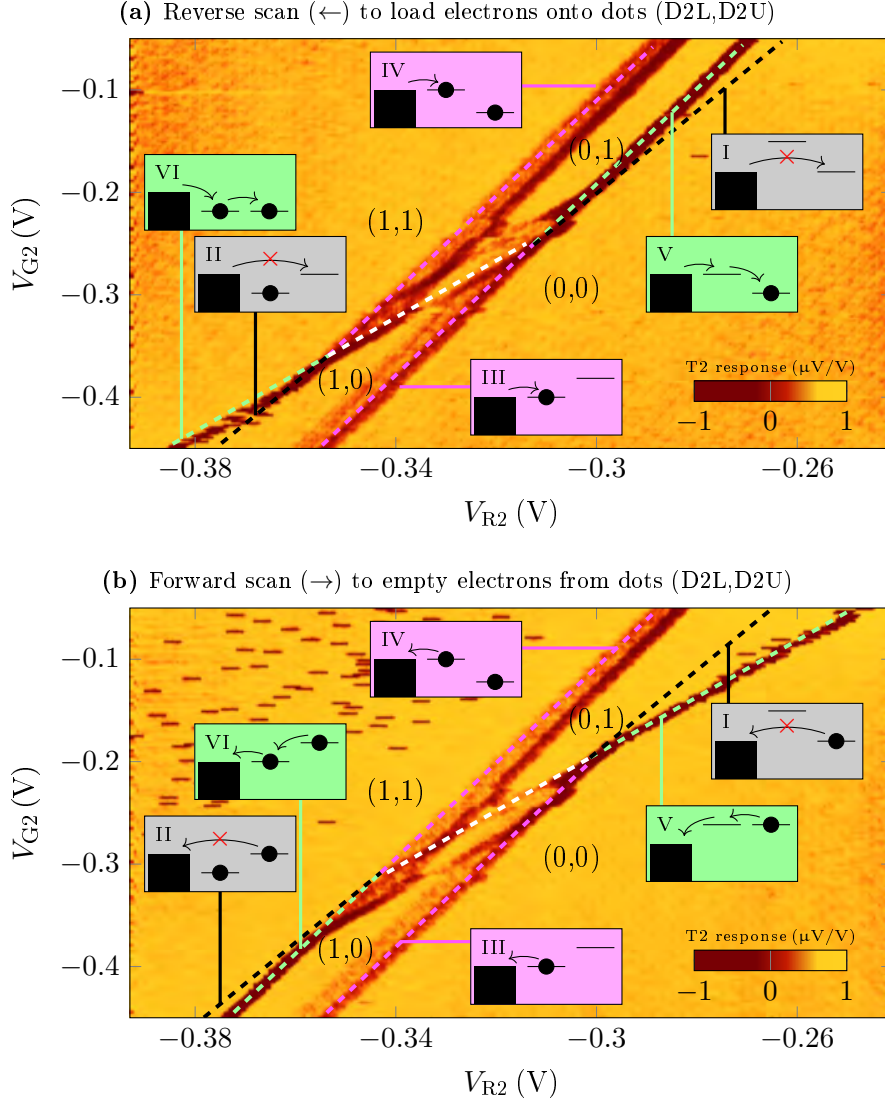 (a) Reverse scan (←) to load electrons onto dots (D2L,D2U)
IV
−0.1
(0,1)
I
VI
−0.2
(1,1)
II
V
V_G2 (V)
(0,0)
−0.3
III
T2 response (μV/V)
(1,0)
−0.4
−1 0 1
−0.38 −0.34 −0.3 −0.26
V_R2 (V)
(b) Forward scan (→) to empty electrons from dots (D2L,D2U)
IV
−0.1
(0,1)
I
VI
−0.2
(1,1)
II
V
V_G2 (V)
(0,0)
−0.3
III
T2 response (μV/V)
(1,0)
−0.4
−1 0 1
−0.38 −0.34 −0.3 −0.26
V_R2 (V)